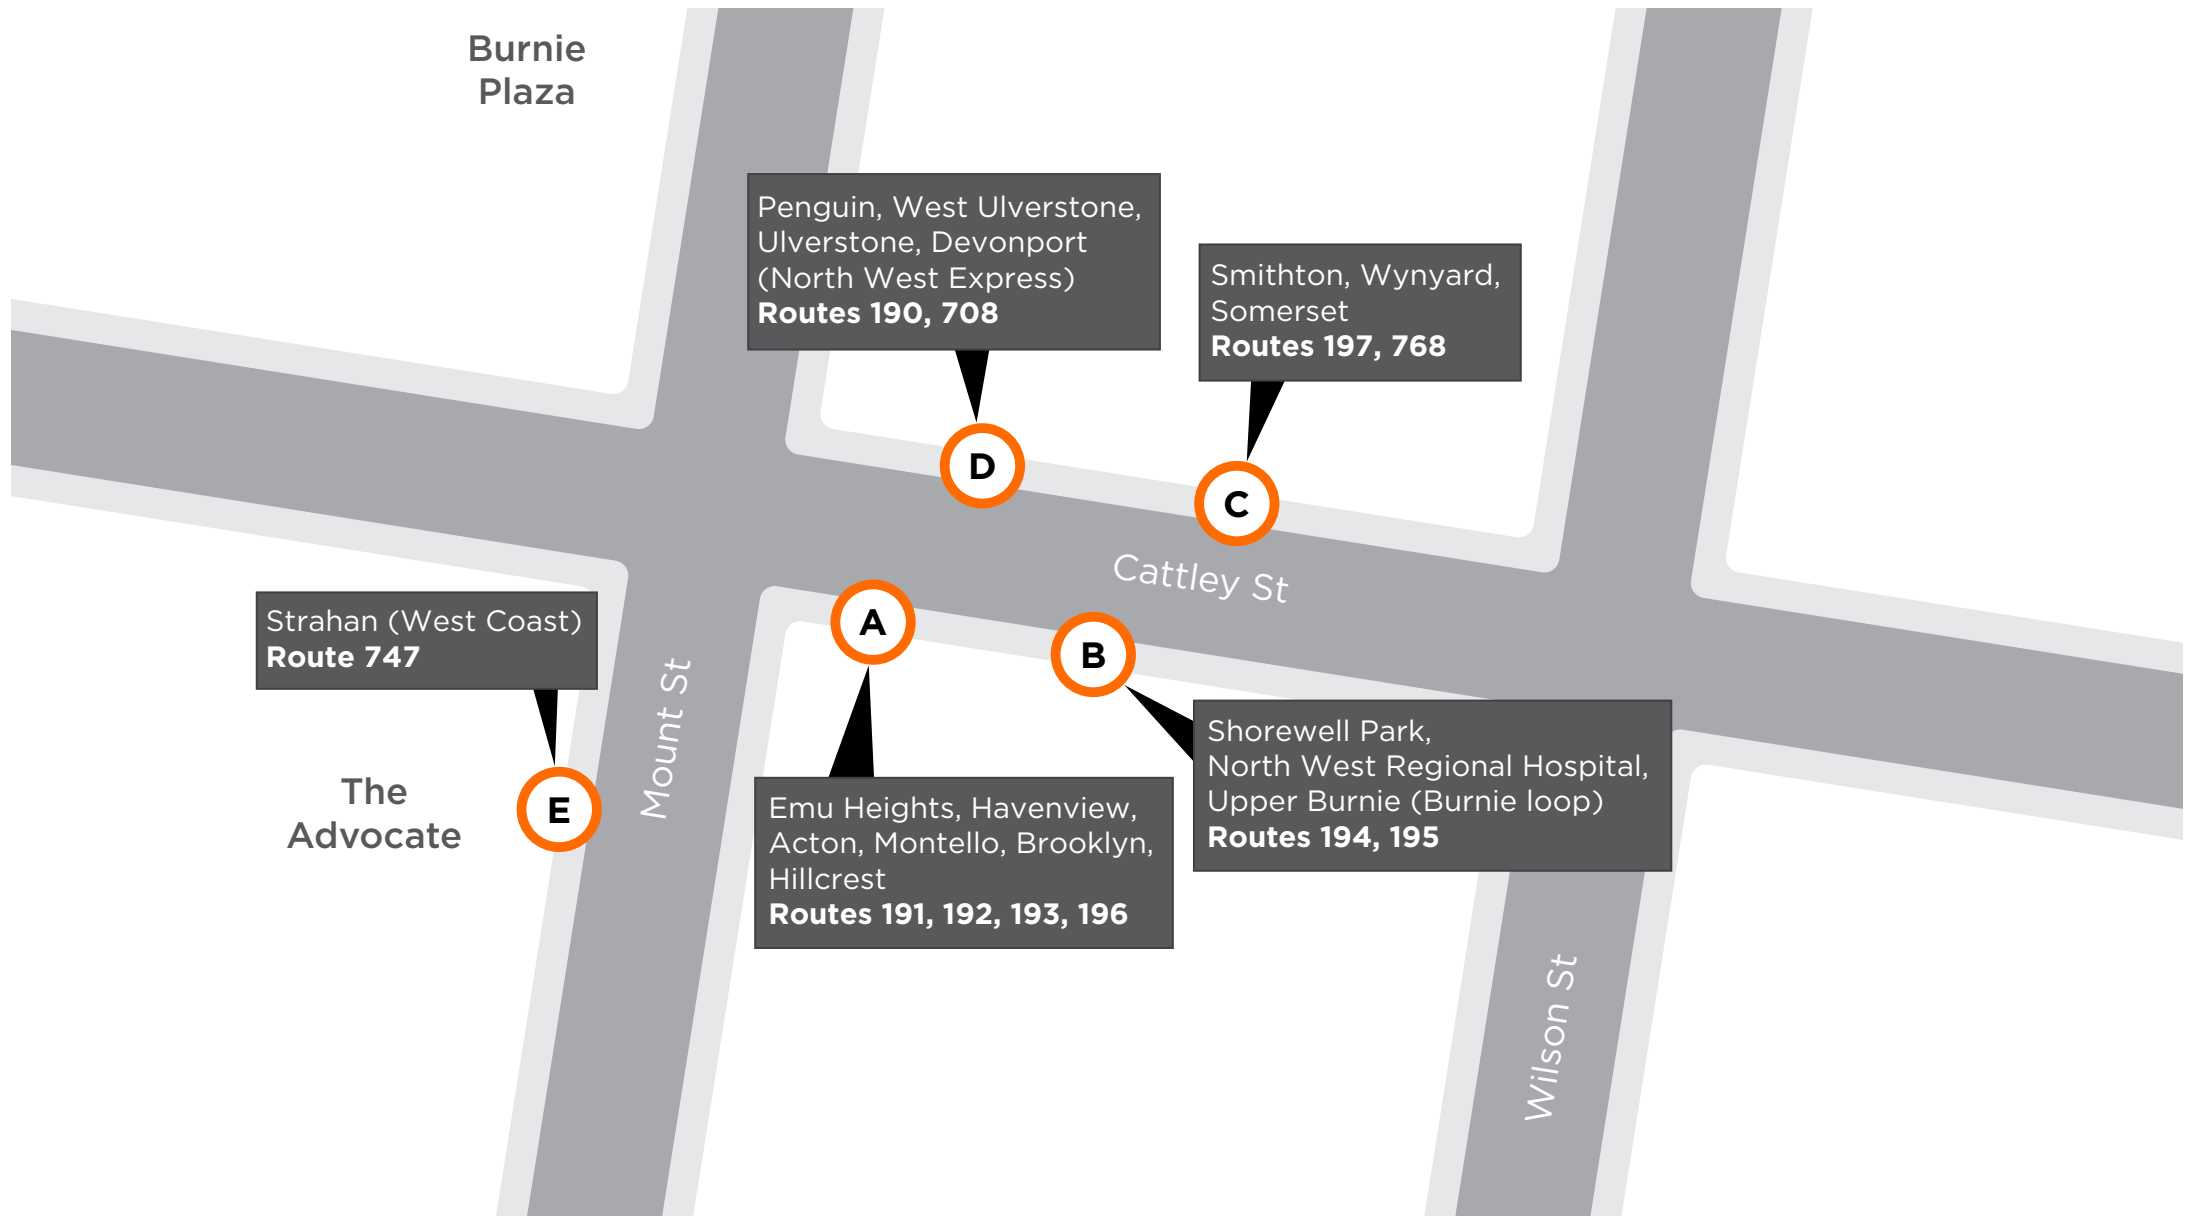 Burnie
Plaza
Penguin, West Ulverstone,
Ulverstone, Devonport
(North West Express)
Routes 190, 708
Smithton, Wynyard,
Somerset
Routes 197, 768
D
C
Cattley St
Strahan (West Coast)
Route 747
A
B
Mount St
Shorewell Park,
North West Regional Hospital,
Upper Burnie (Burnie loop)
Routes 194, 195
The
Advocate
E
Emu Heights, Havenview,
Acton, Montello, Brooklyn,
Hillcrest
Routes 191, 192, 193, 196
Wilson St